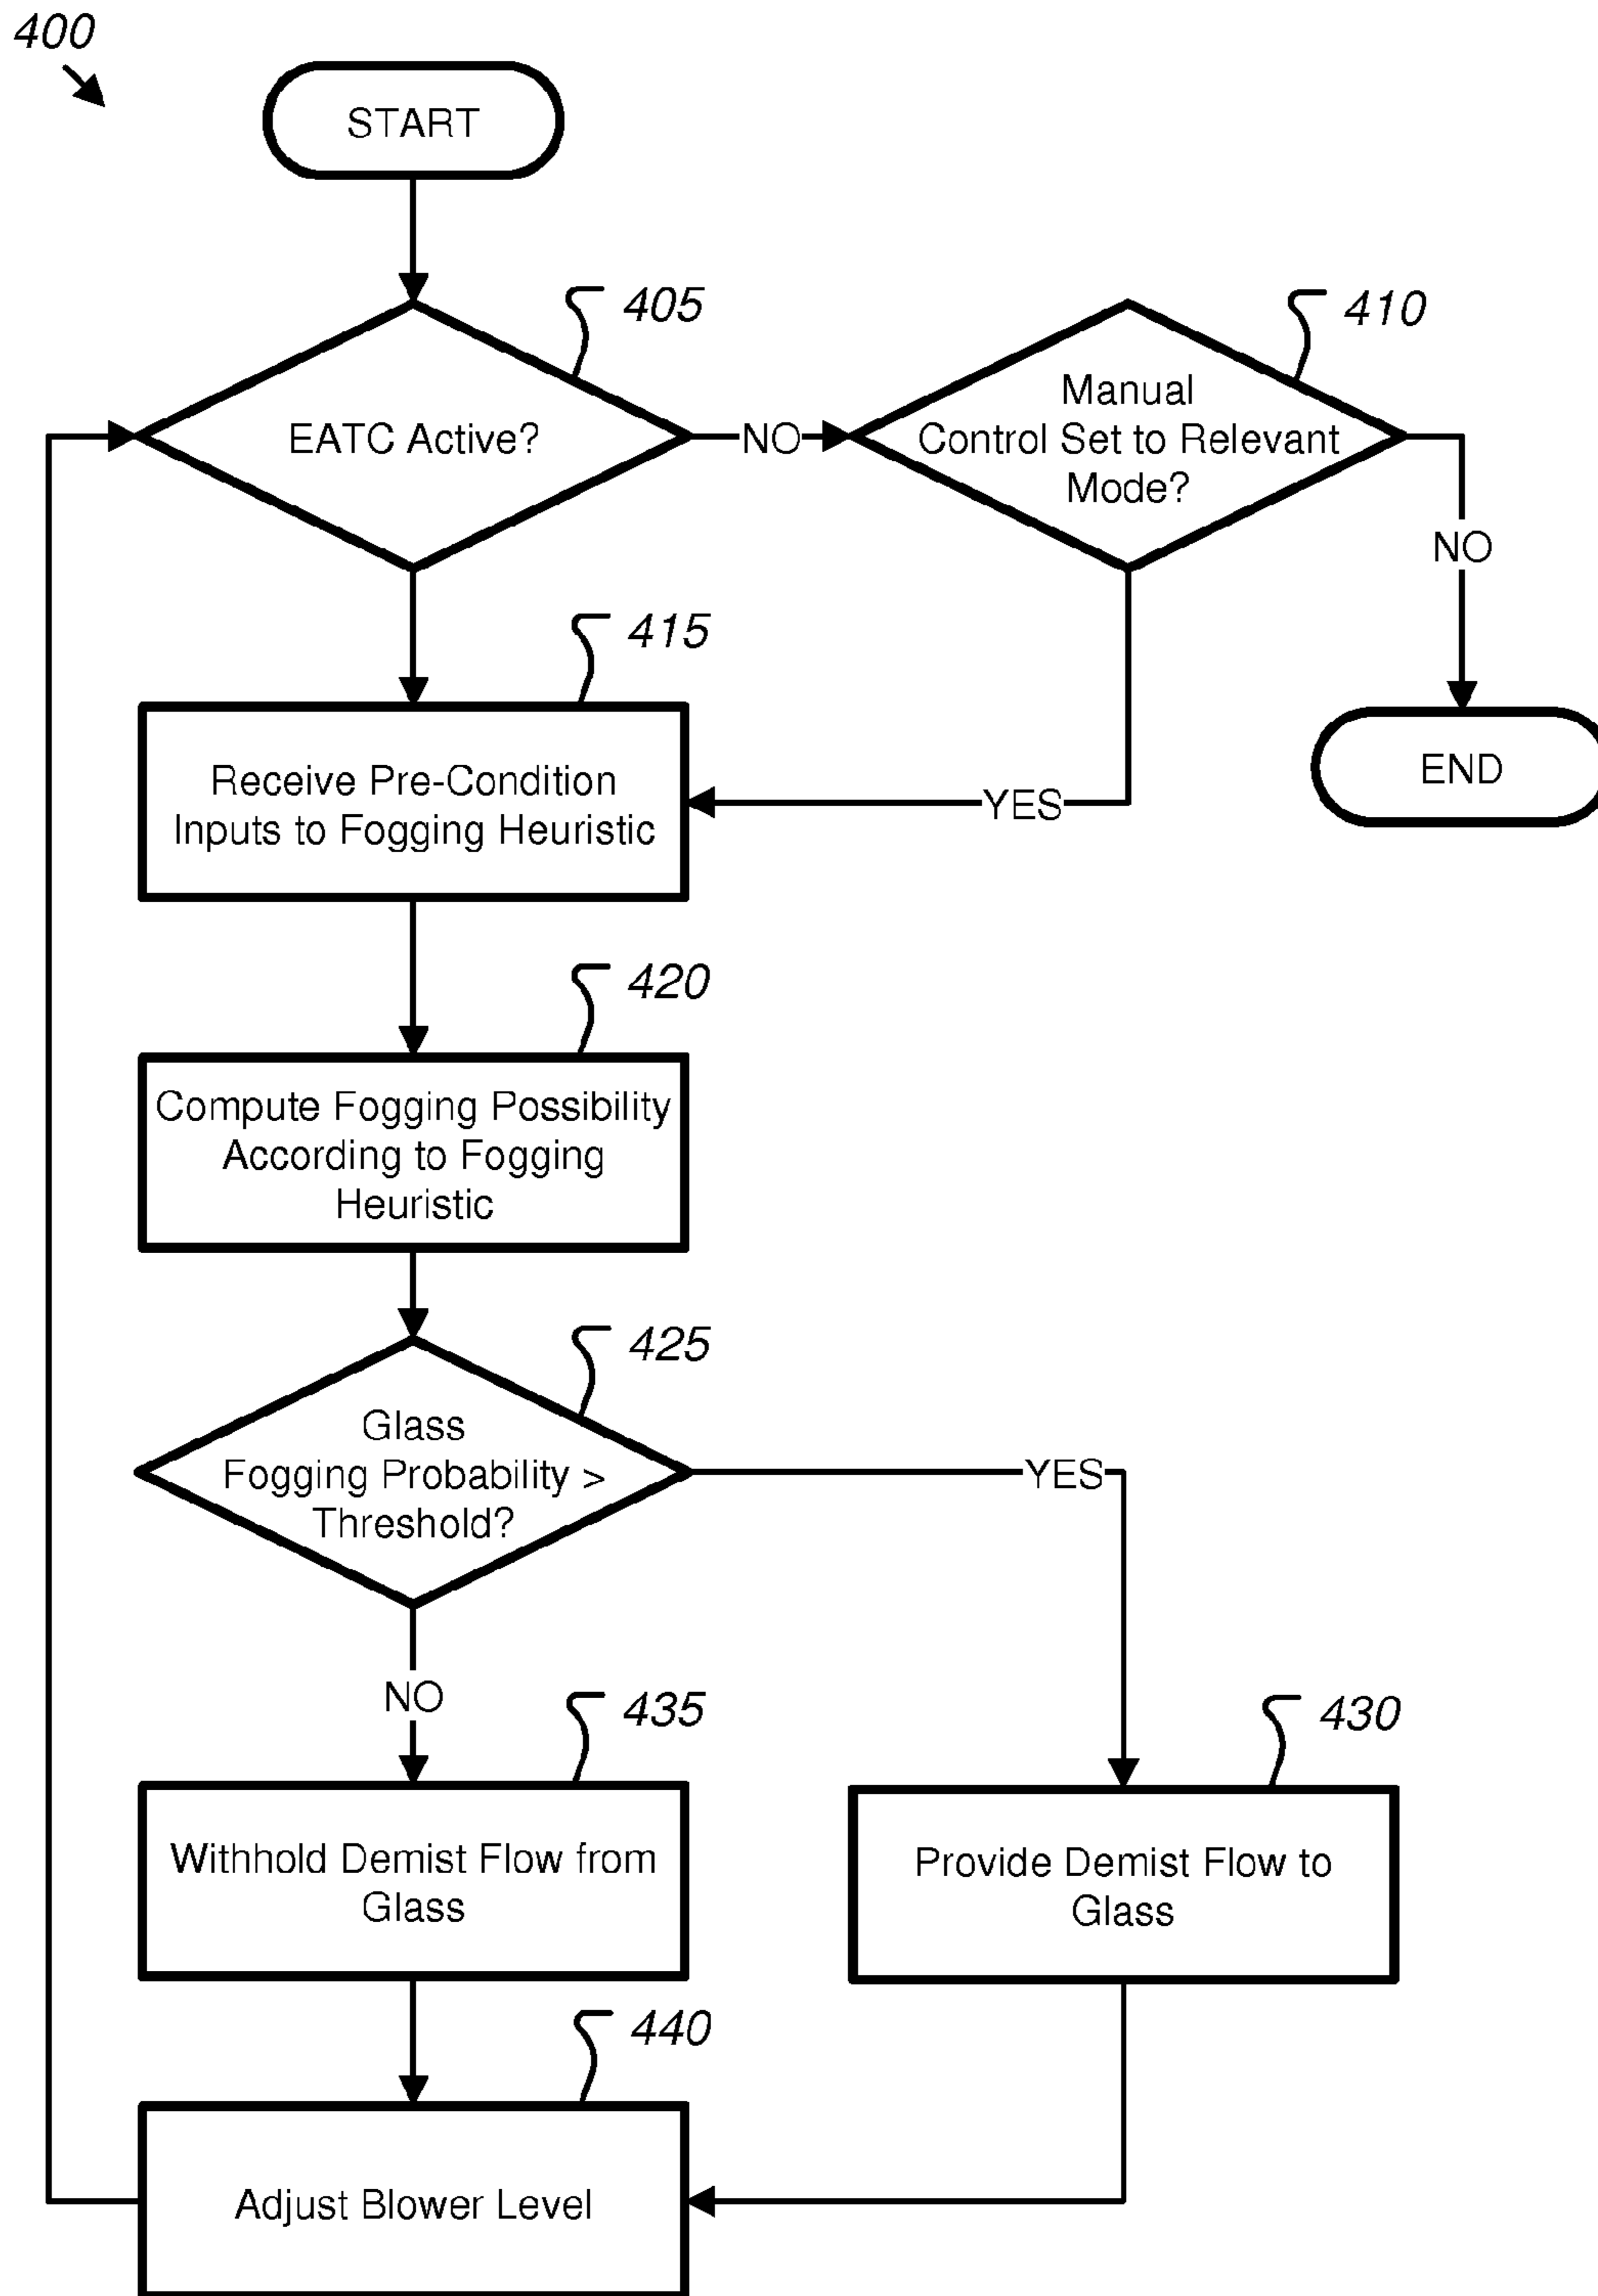 400
START
405
EATC Active?
NO
410
Manual
Control Set to Relevant
Mode?
NO
415
Receive Pre-Condition
Inputs to Fogging Heuristic
YES
END
420
Compute Fogging Possibility
According to Fogging
Heuristic
425
Glass
Fogging Probability >
Threshold?
YES
NO
435
Withhold Demist Flow from
Glass
430
Provide Demist Flow to
Glass
440
Adjust Blower Level